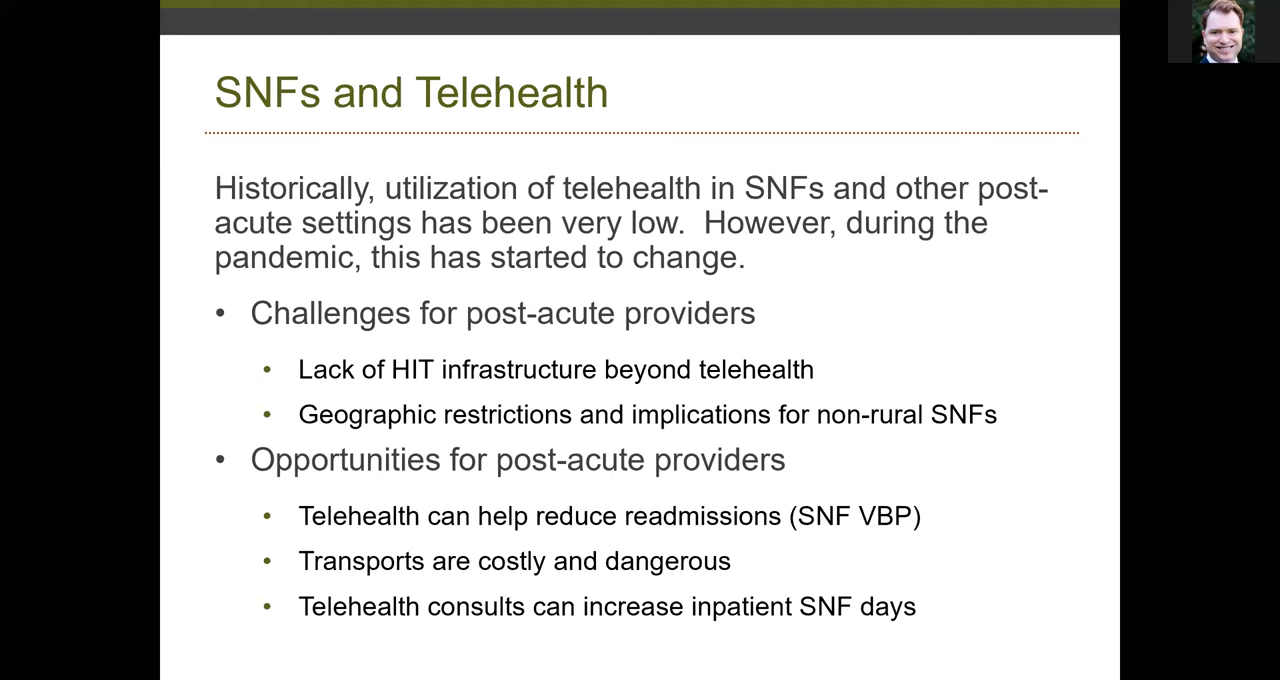 SNFs and Telehealth
Historically, utilization of telehealth in SNFs and other post-
acute settings has been very low.  However, during the
pandemic, this has started to change.
• Challenges for post-acute providers
• Lack of HIT infrastructure beyond telehealth
• Geographic restrictions and implications for non-rural SNFs
• Opportunities for post-acute providers
• Telehealth can help reduce readmissions (SNF VBP)
• Transports are costly and dangerous
• Telehealth consults can increase inpatient SNF days